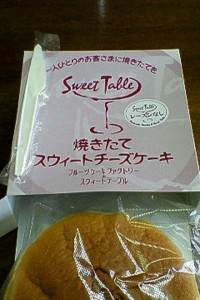 一人ひとりのお客さまに焼きたてを
Sweet Table
Sweet Table
レーズンなし
焼きたて
スウィートチーズケーキ
フルーツケーキファクトリー
スウィートテーブル